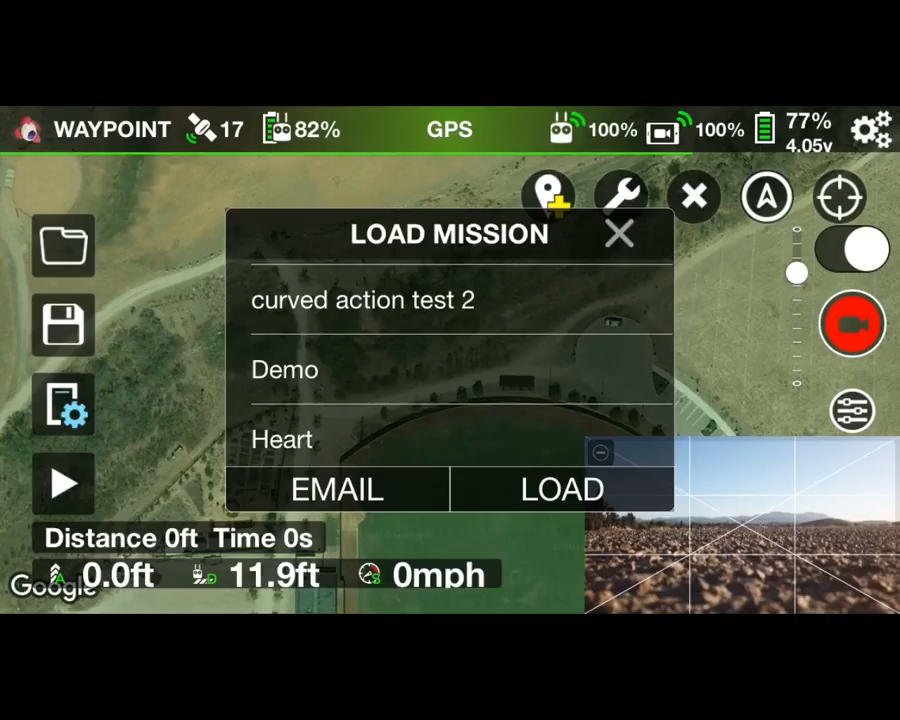 WAYPOINT 17 82% GPS 100% 100% 77%
4.05v
LOAD MISSION
curved action test 2
Demo
Heart
EMAIL LOAD
Distance 0ft Time 0s
0.0ft 11.9ft 0mph
Google